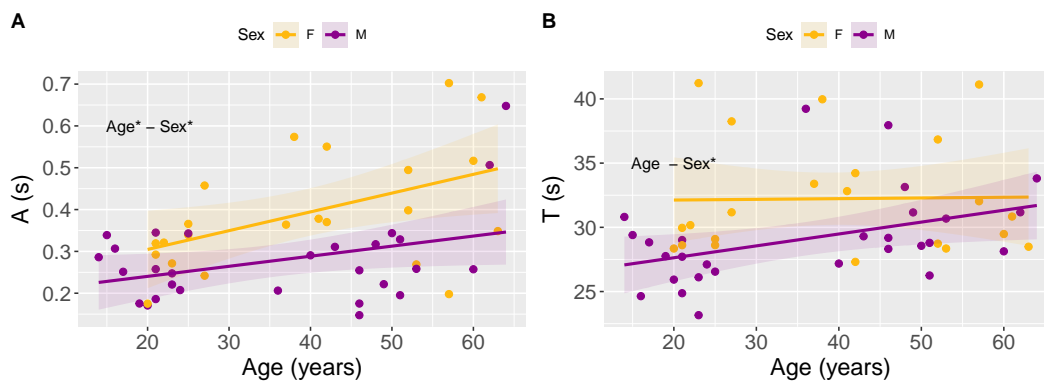 A
Sex F M
0.7
0.6
0.5
0.4
0.3
0.2
A (s)
Age* − Sex*
20 30 40 50 60
Age (years)
B
Sex F M
40
35
30
25
T (s)
Age − Sex*
20 30 40 50 60
Age (years)